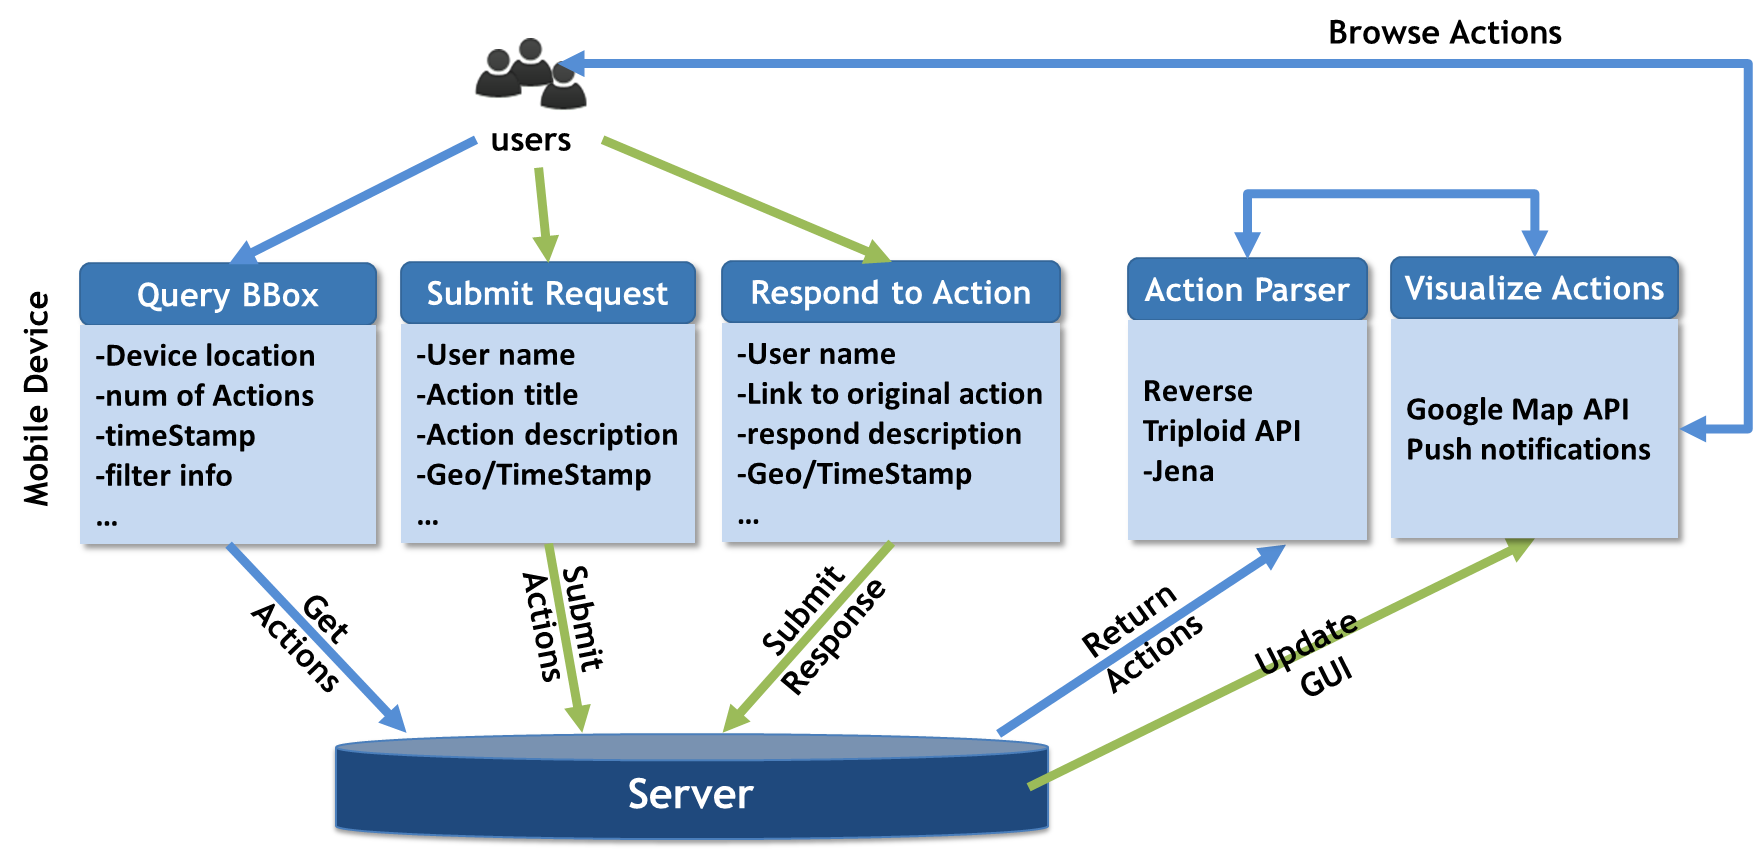 Browse Actions
users
Mobile Device
Query BBox
-Device location
-num of Actions
-timeStamp
-filter info
...
Submit Request
-User name
-Action title
-Action description
-Geo/TimeStamp
...
Respond to Action
-User name
-Link to original action
-respond description
-Geo/TimeStamp
...
Action Parser
Reverse
Triploid API
-Jena
Visualize Actions
Google Map API
Push notifications
Get
Actions
Submit
Actions
Submit
Response
Return
Actions
Update
GUI
Server